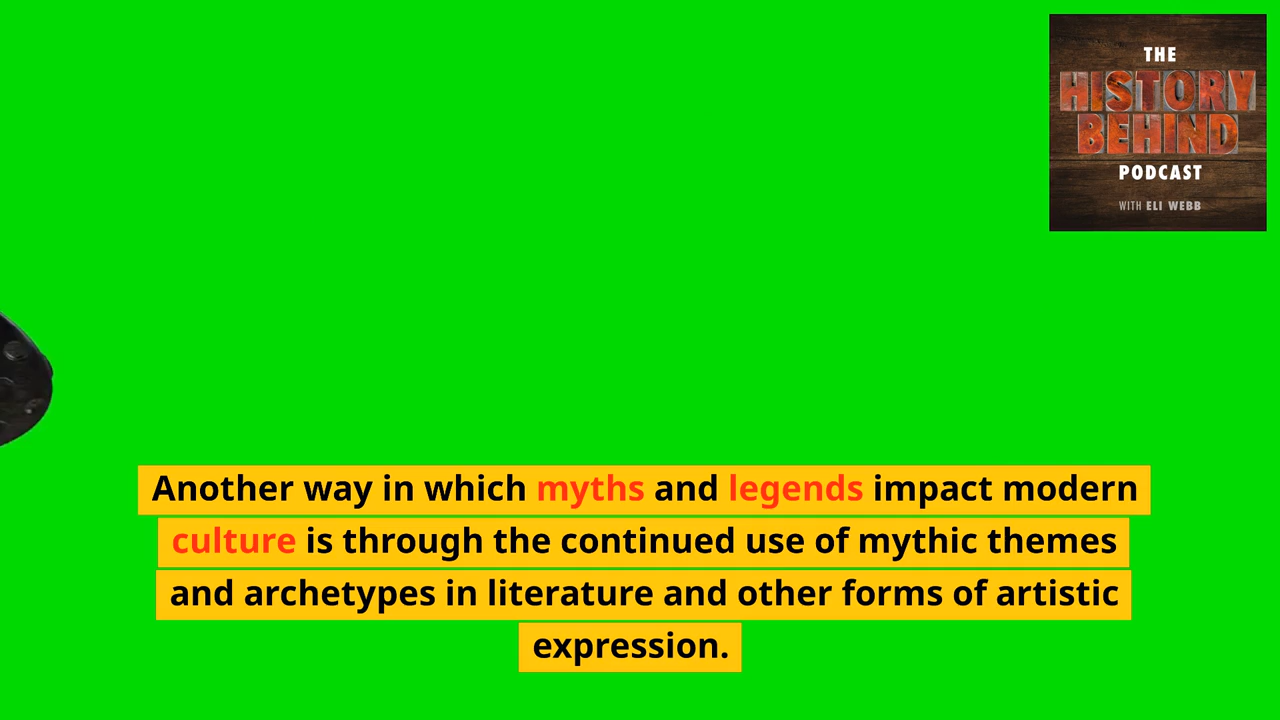 THE
HISTORY
BEHIND
PODCAST
WITH ELI WEBB
Another way in which myths and legends impact modern
culture is through the continued use of mythic themes
and archetypes in literature and other forms of artistic
expression.